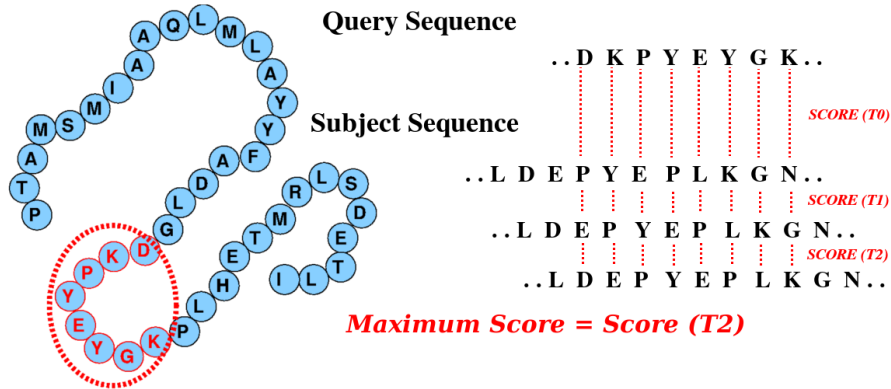 Query Sequence
..D K P Y E Y G K..
SCORE (T0)
Subject Sequence
..L D E P Y E P L K G N..
SCORE (T1)
..L D E P Y E P L K G N..
SCORE (T2)
..L D E P Y E P L K G N..
Maximum Score = Score (T2)
P T A M S M I A A Q L M L A Y Y F A D L G D K P Y E Y G K P L H E T M R L S D E T L I